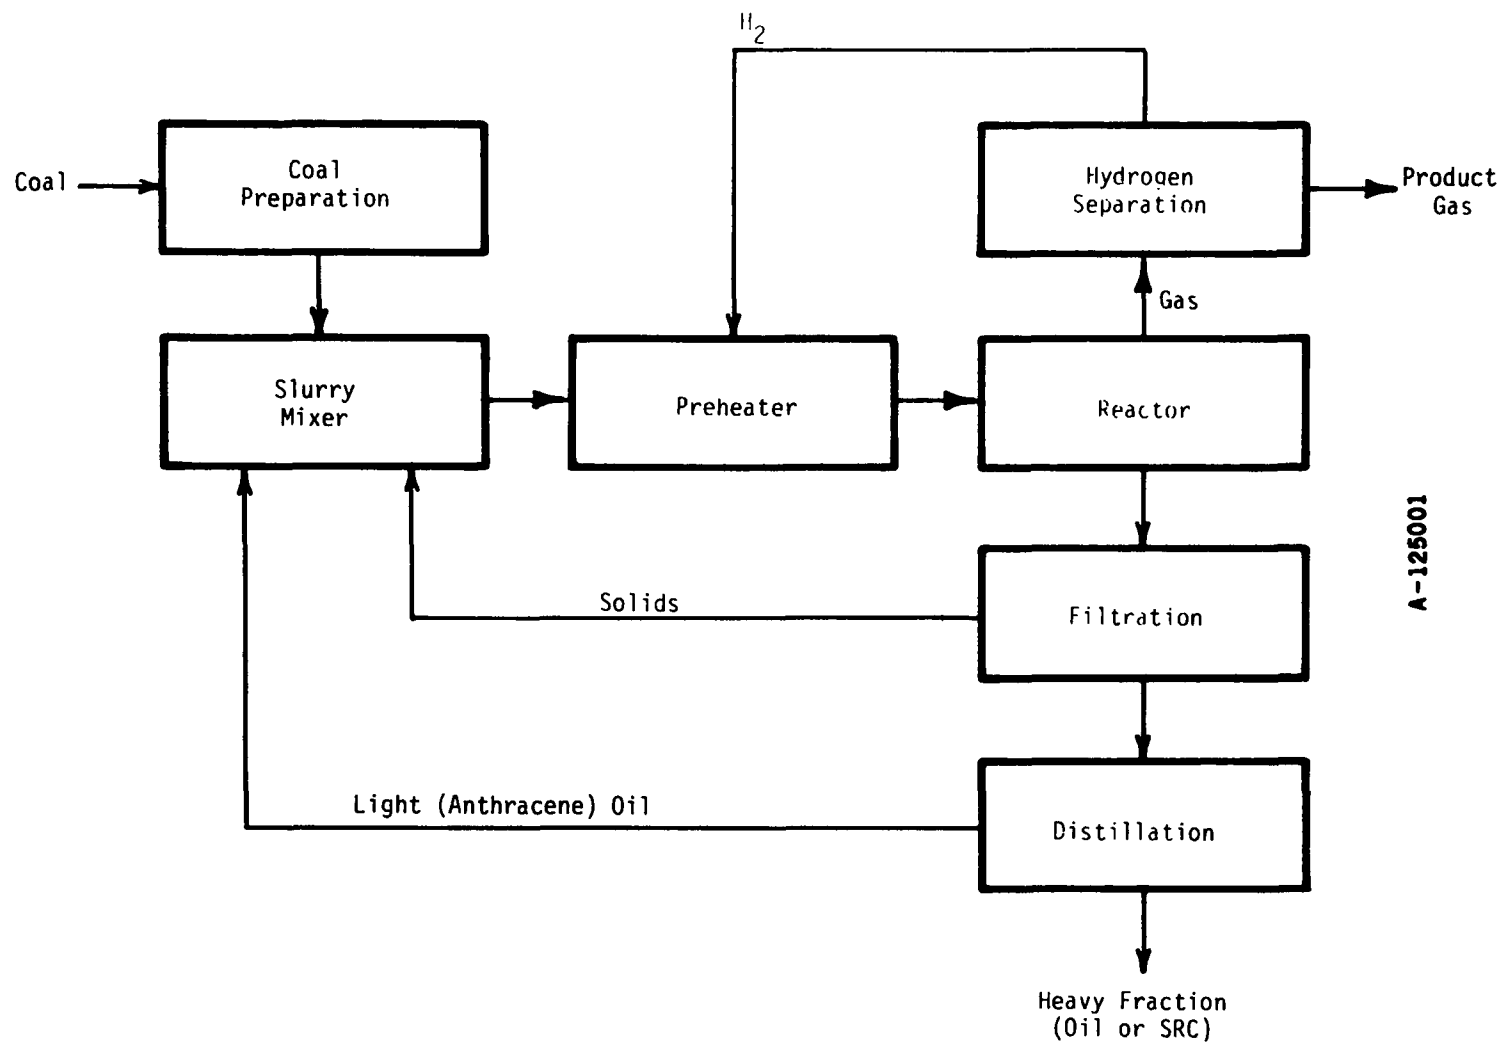 H2
Coal
Preparation
Coal
Hydrogen
Separation
Product
Gas
Gas
Slurry
Mixer
Preheater
Reactor
A-125001
Solids
Filtration
Light (Anthracene) Oil
Distillation
Heavy Fraction
(Oil or SRC)